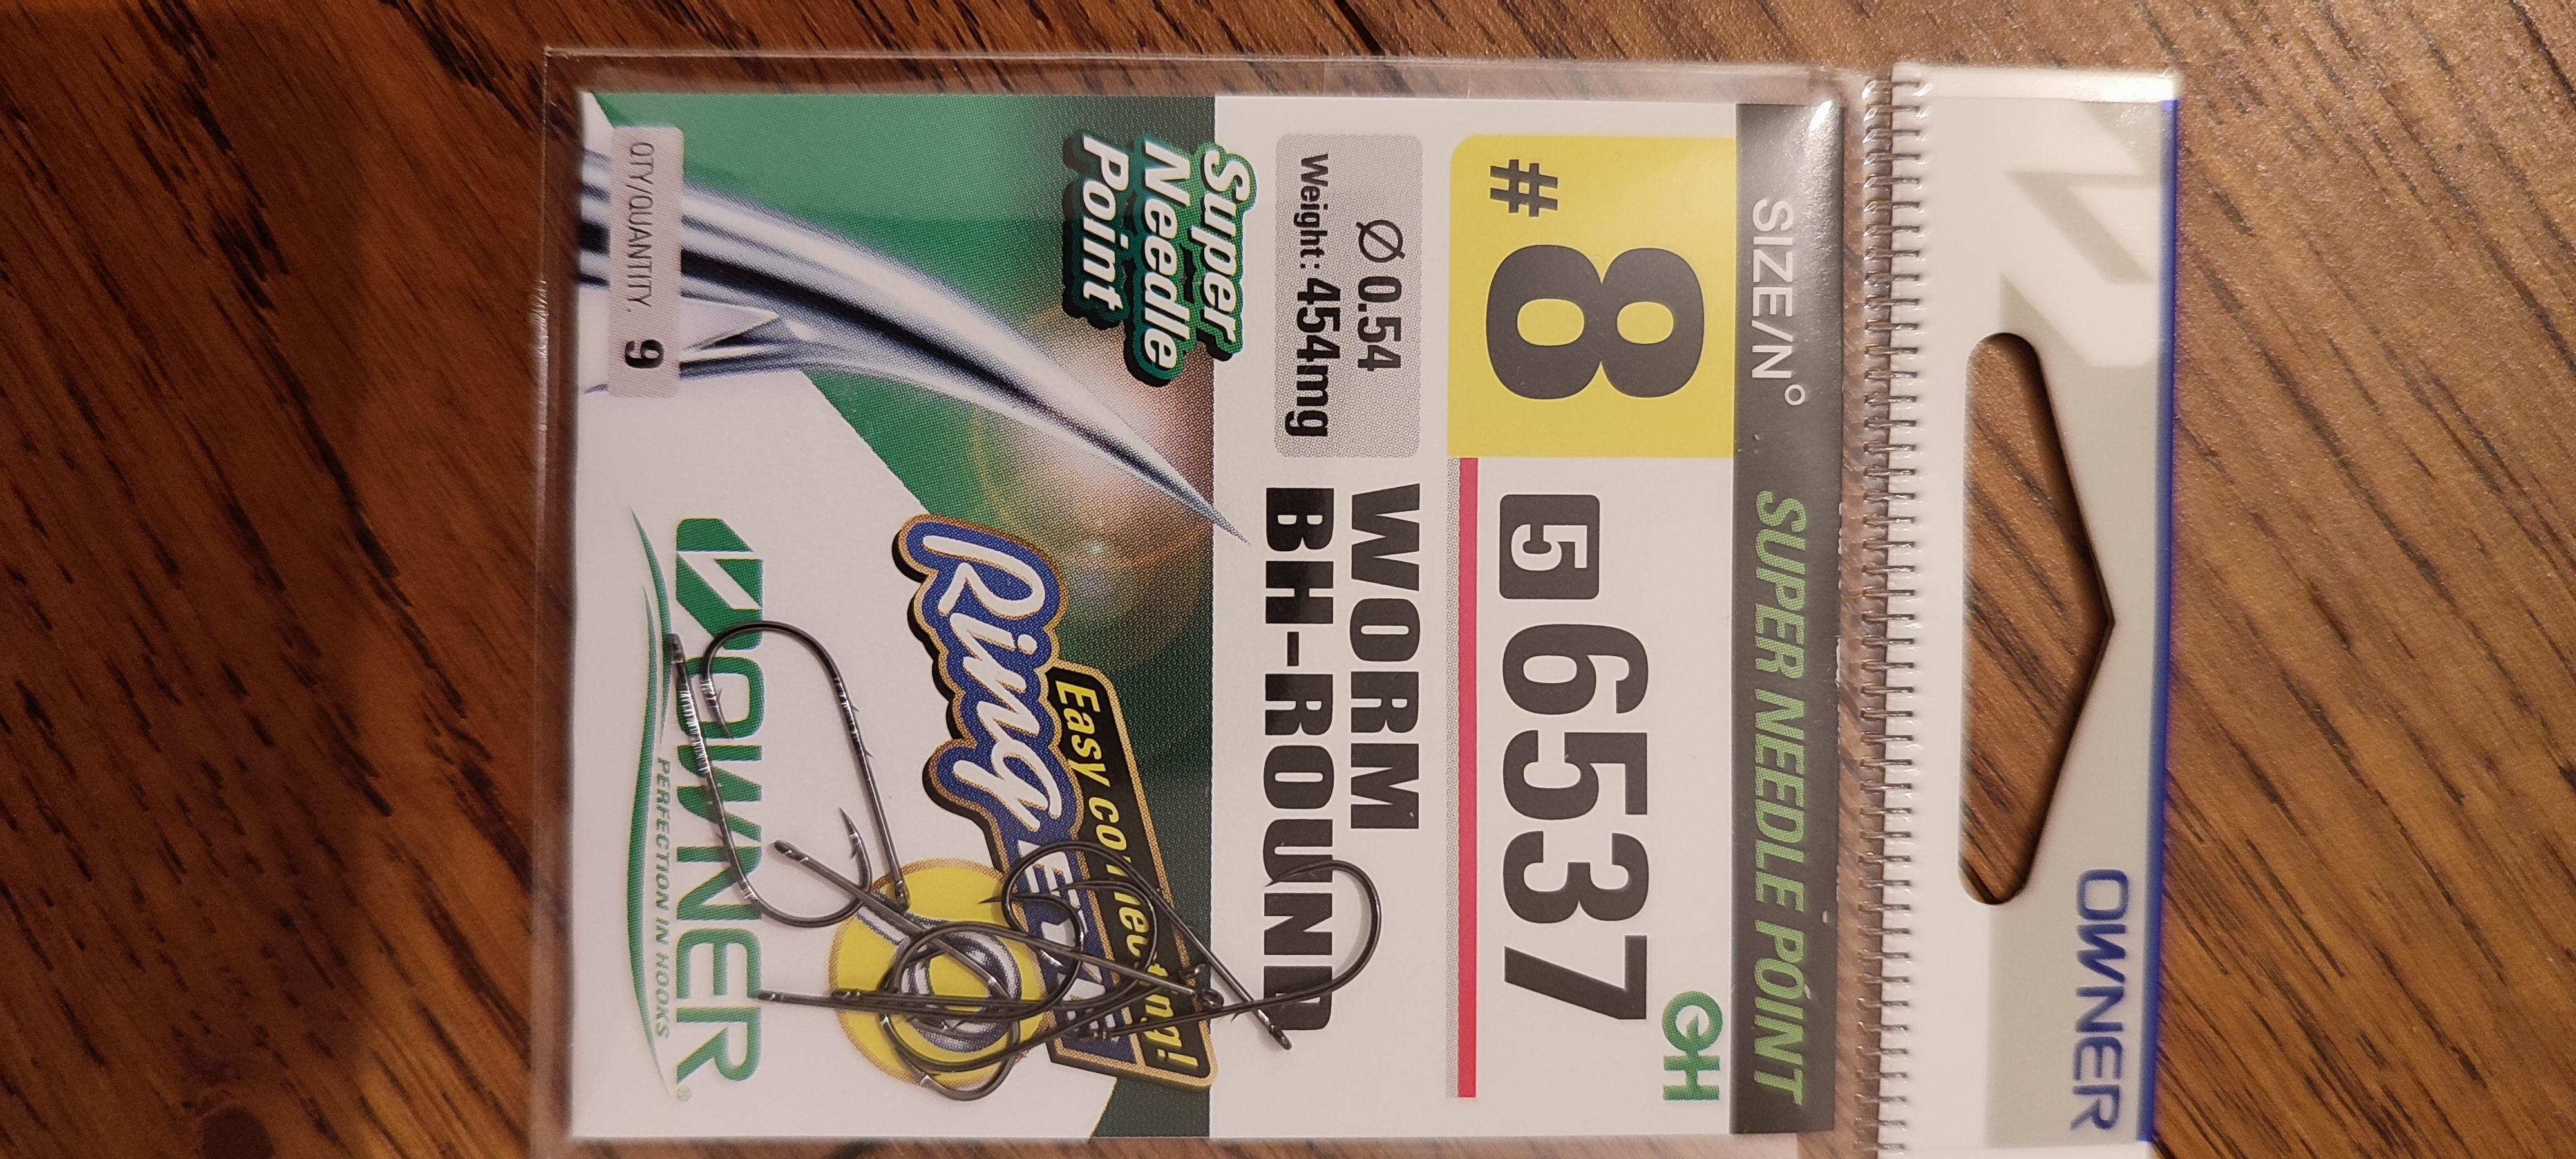 OWNER
SIZE/N° SUPER NEEDLE POINT
#8
5 6537
OH
Ø 0.54
Weight: 454mg
WORM
BH-ROUND
Super
Needle
Point
Easy connecting!
Ring
OWNER®
PERFECTION IN HOOKS
QTY/QUANTITY. 9